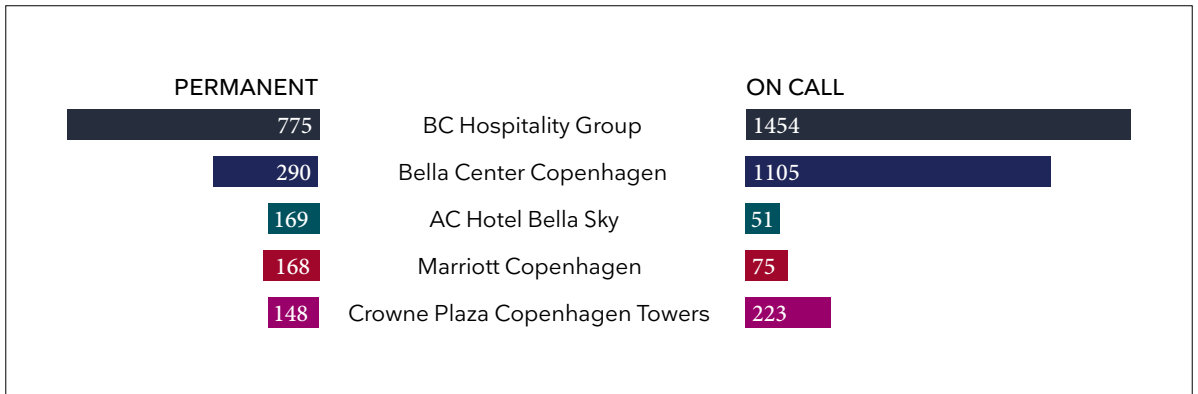 PERMANENT ON CALL
775 BC Hospitality Group 1454
290 Bella Center Copenhagen 1105
169 AC Hotel Bella Sky 51
168 Marriott Copenhagen 75
148 Crowne Plaza Copenhagen Towers 223